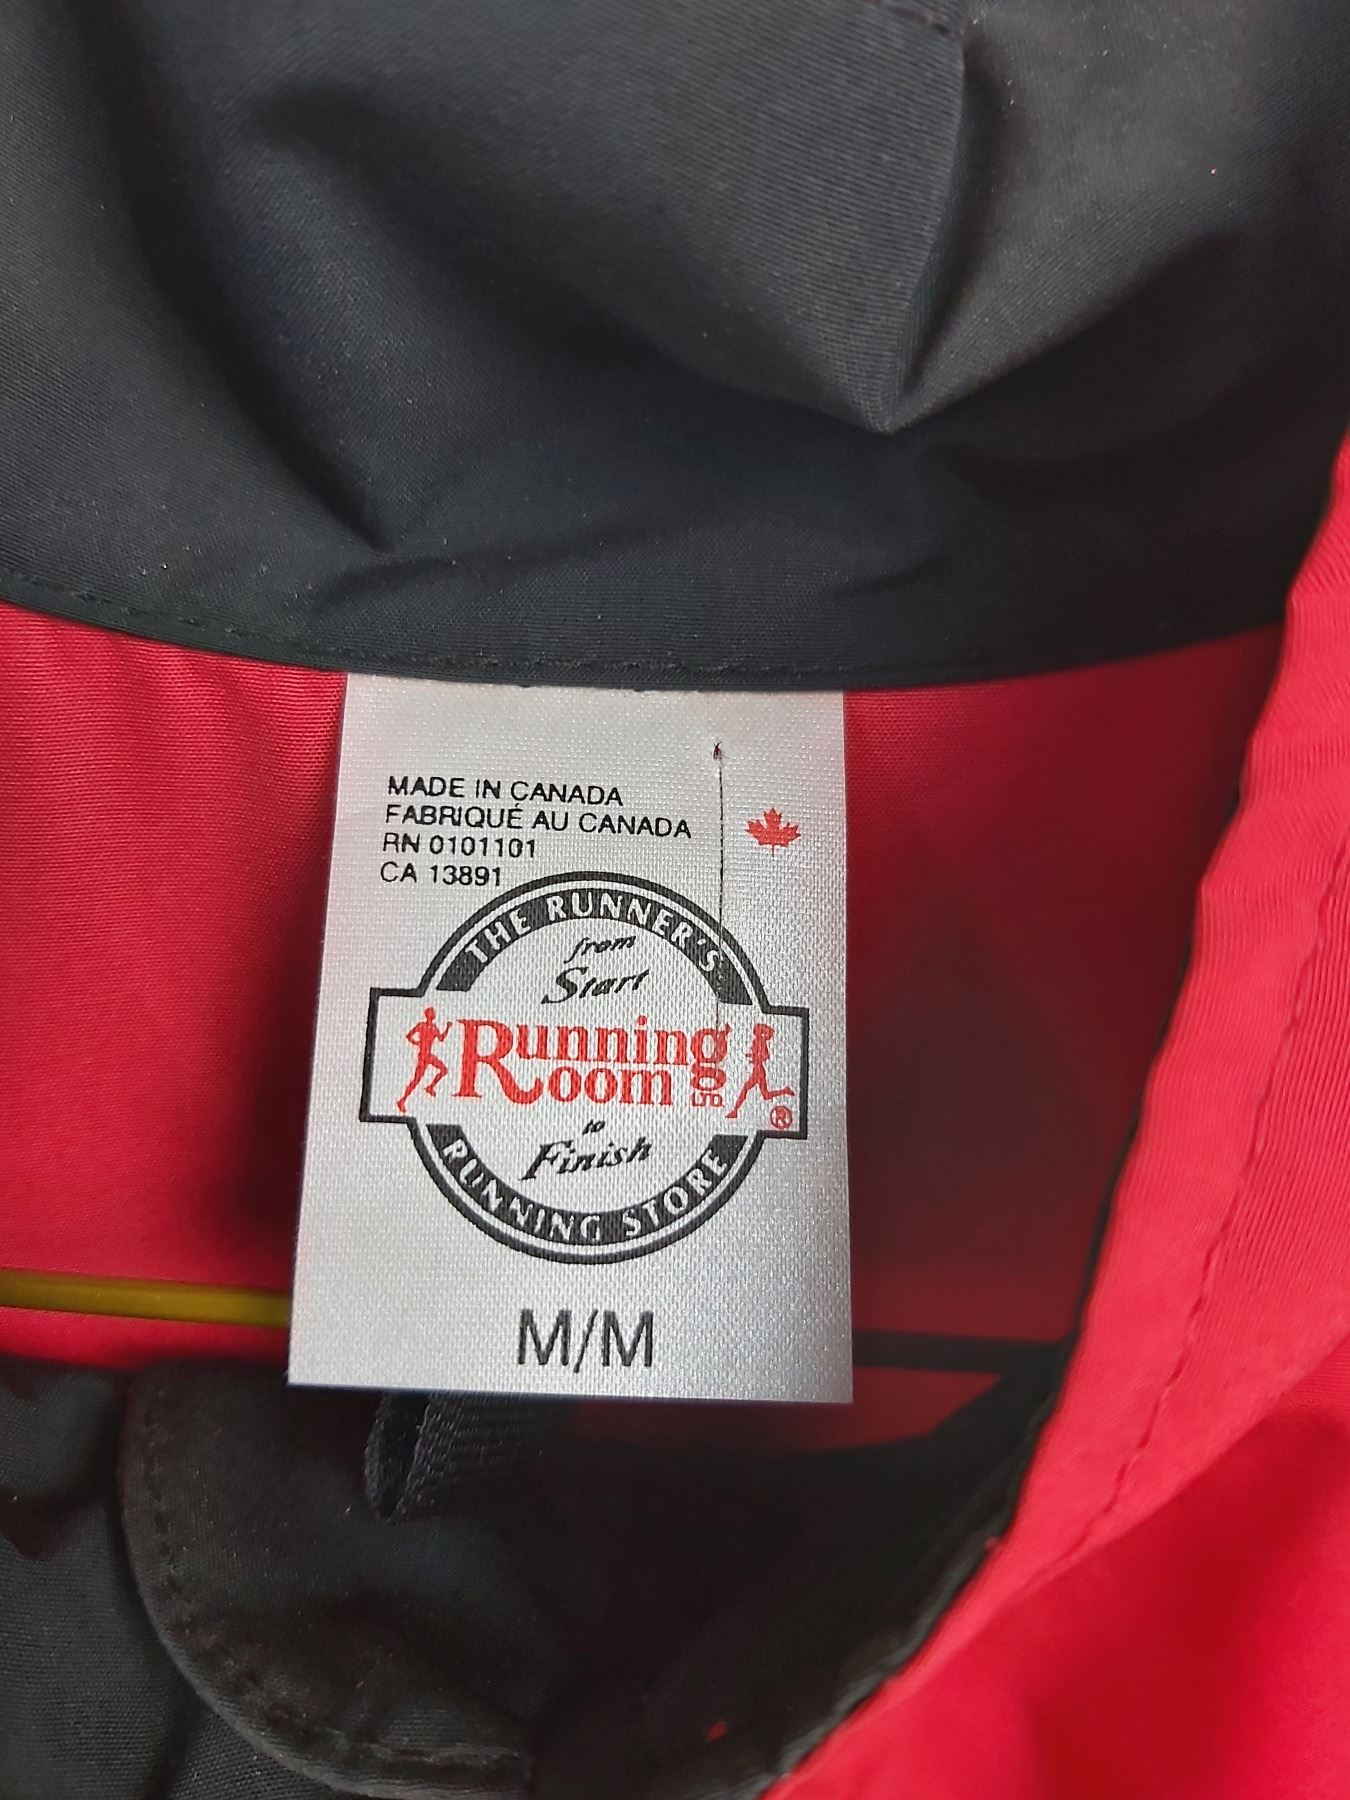 MADE IN CANADA
FABRIQUÉ AU CANADA
RN 0101101
CA 13891
THE RUNNER'S
from
Start
Running
Room
LTD.
®
to
Finish
RUNNING STORE
M/M